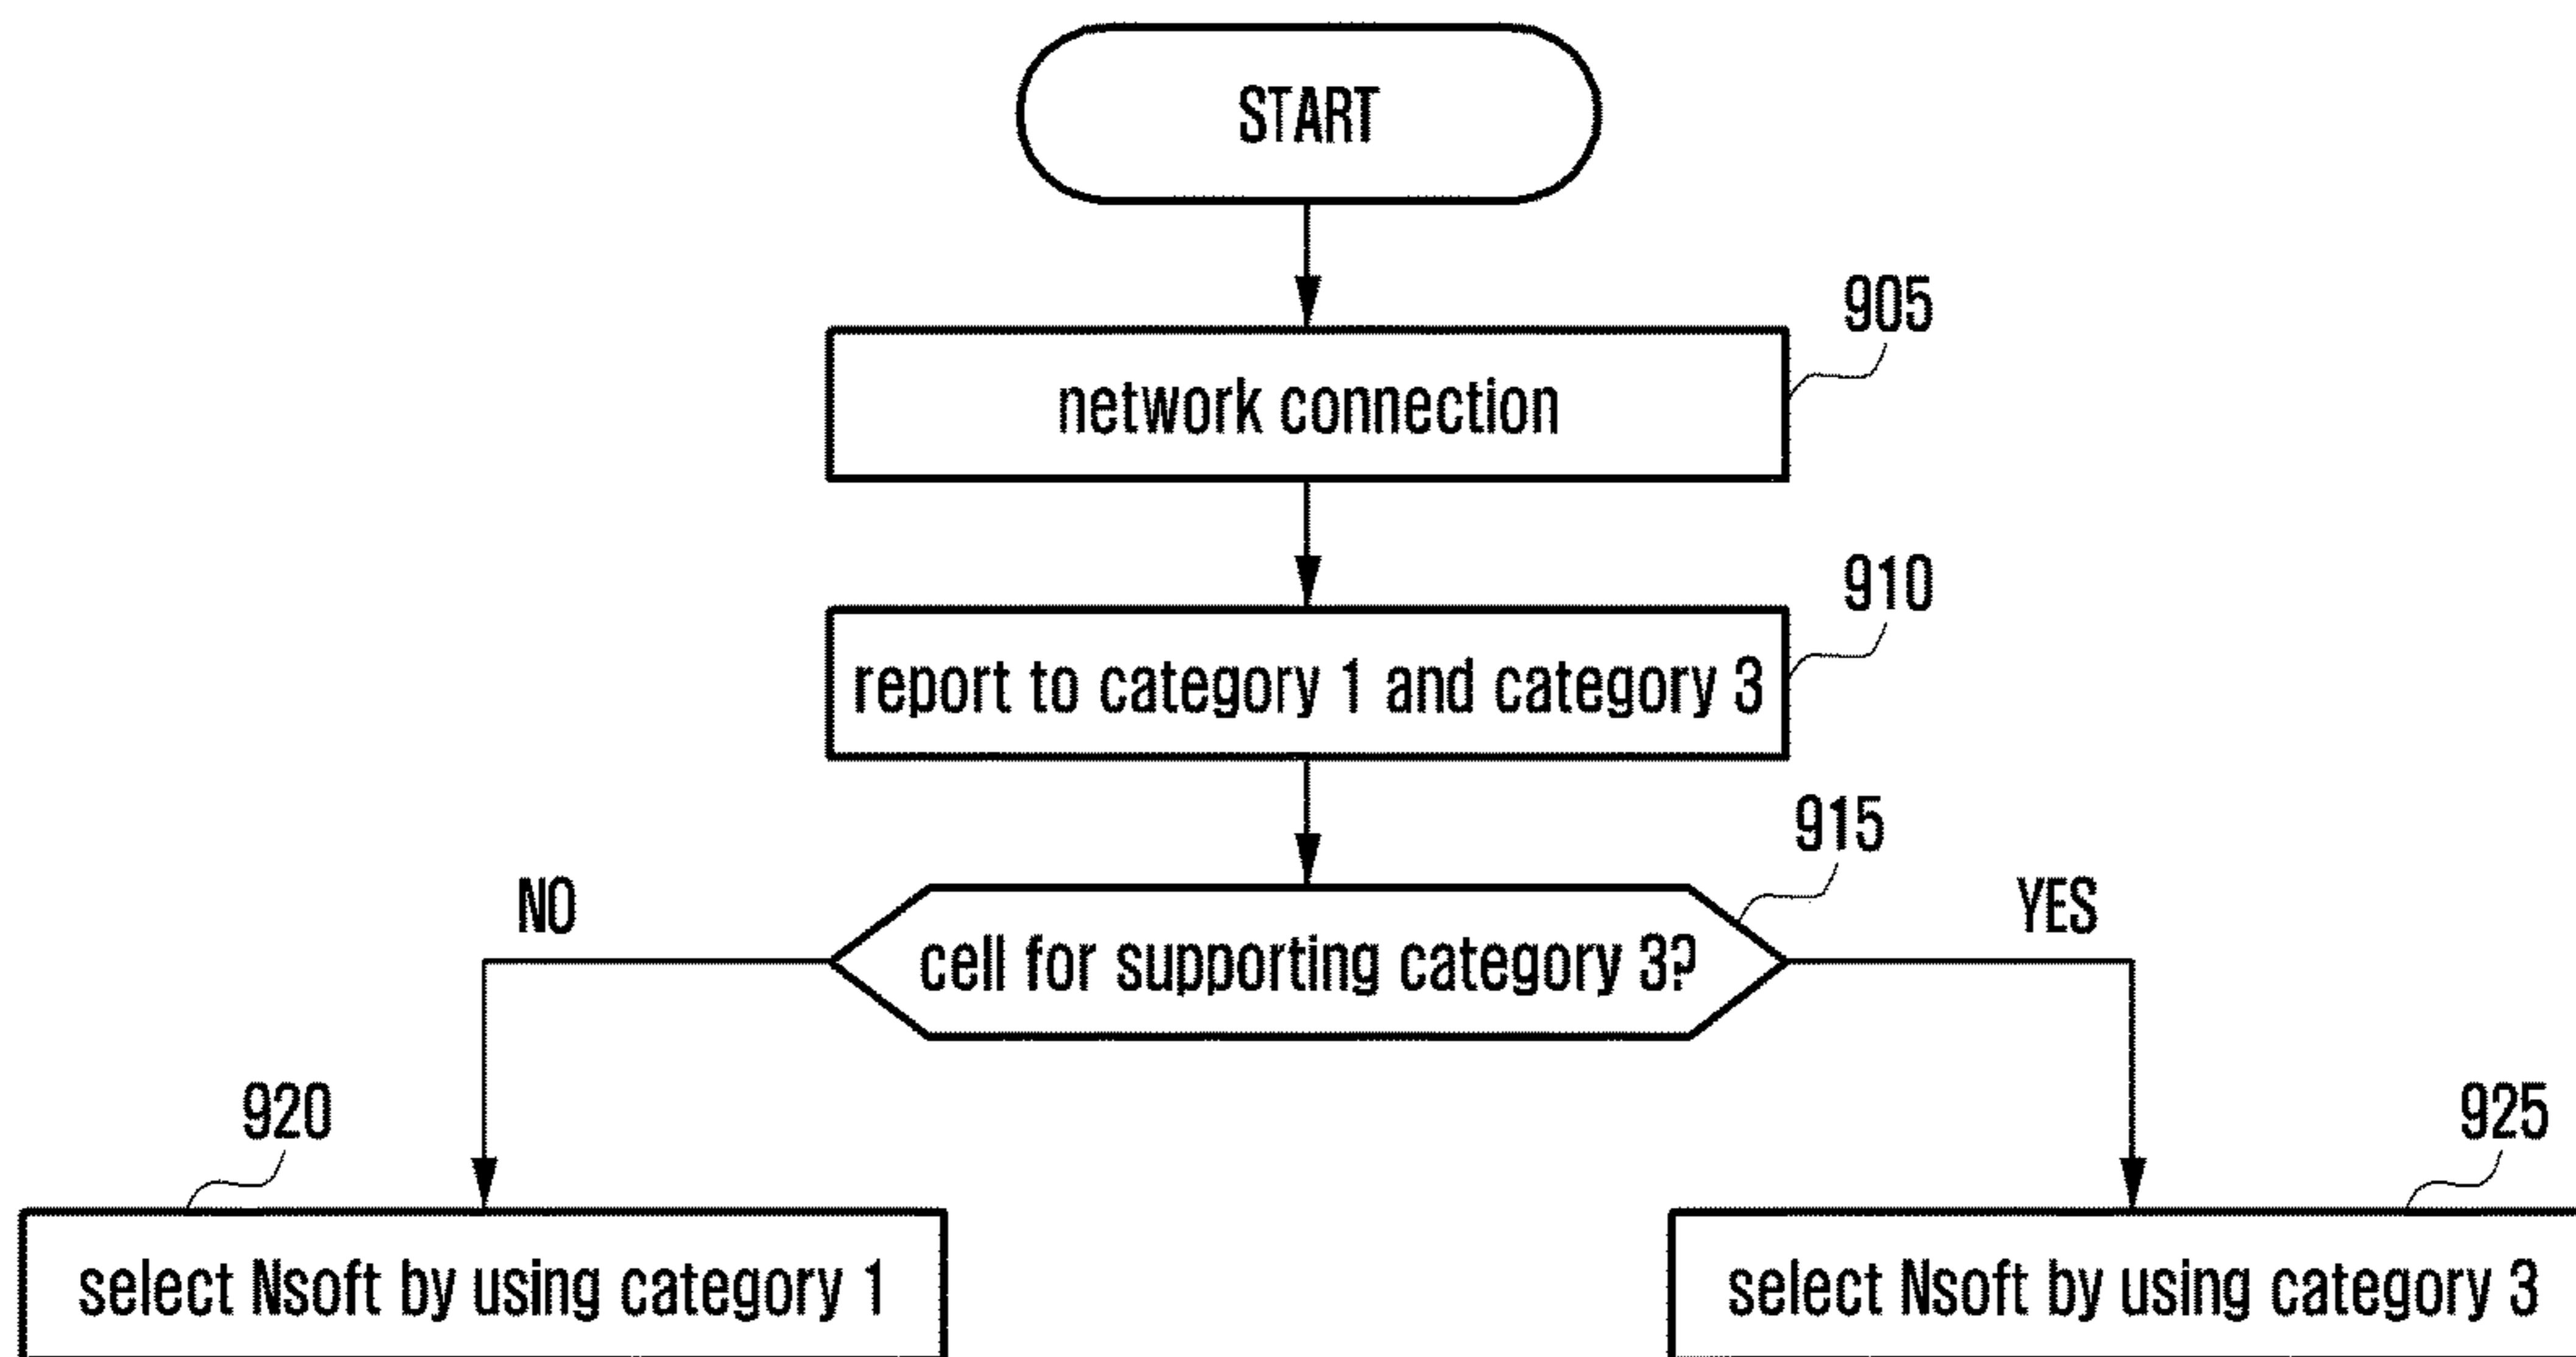 START
905
network connection
910
report to category 1 and category 3
915
NO
YES
cell for supporting category 3?
920
925
select Nsoft by using category 1
select Nsoft by using category 3